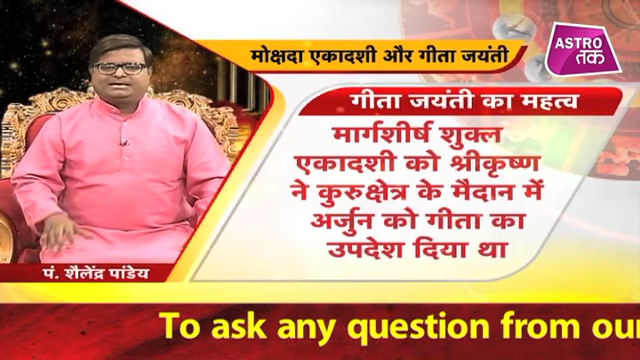 मोक्षदा एकादशी और गीता जयंती
ASTRO
तक
गीता जयंती का महत्व
मार्गशीर्ष शुक्ल
एकादशी को श्रीकृष्ण
ने कुरुक्षेत्र के मैदान में
अर्जुन को गीता का
उपदेश दिया था
पं. शैलेंद्र पांडेय
To ask any question from our